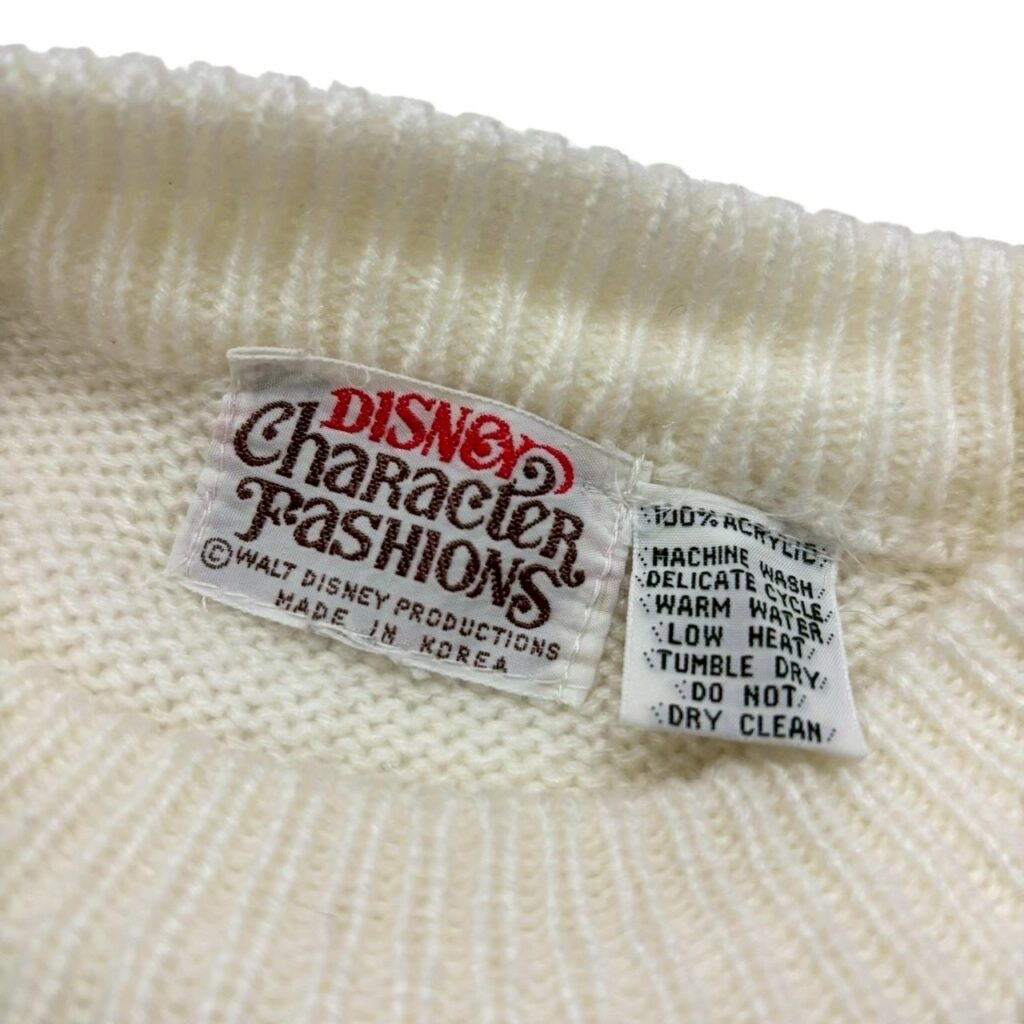 DISNEY
Character
Fashions
© WALT DISNEY PRODUCTIONS
MADE IN KOREA
100% ACRYLIC
MACHINE WASH
DELICATE CYCLE
WARM WATER
LOW HEAT
TUMBLE DRY
DO NOT
DRY CLEAN